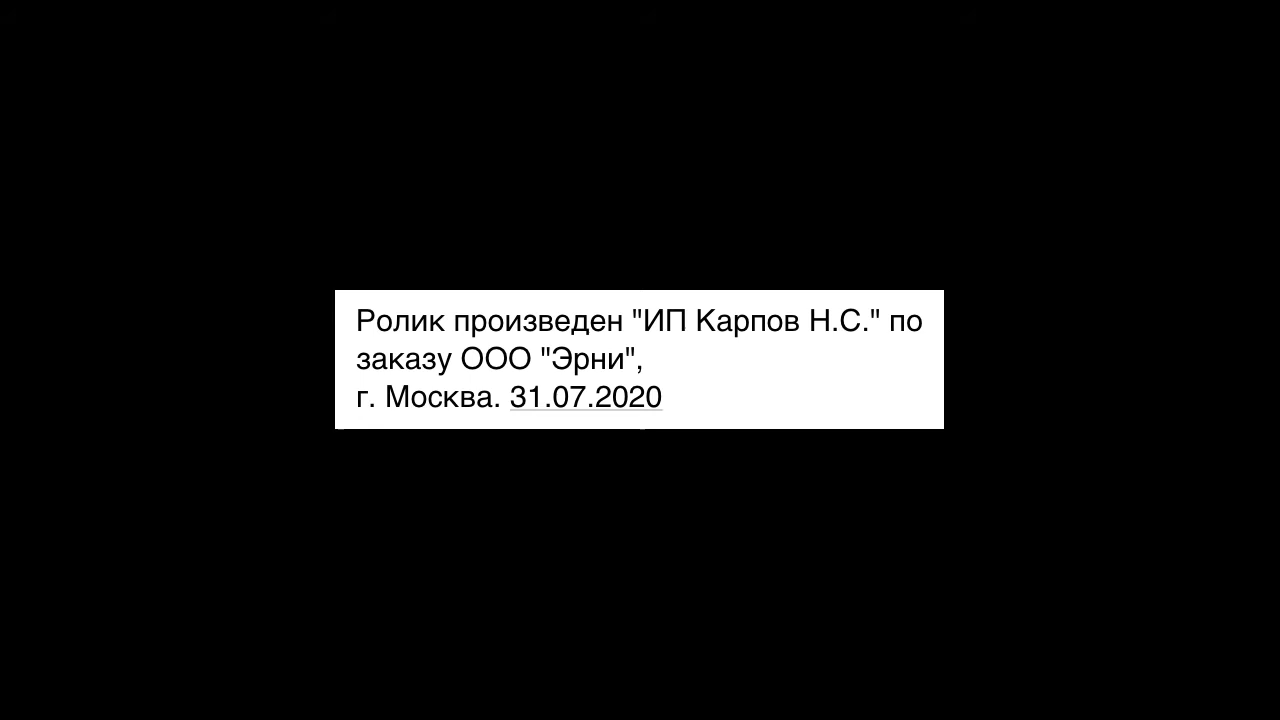 Ролик произведен "ИП Карпов Н.С." по
заказу ООО "Эрни",
г. Москва. 31.07.2020